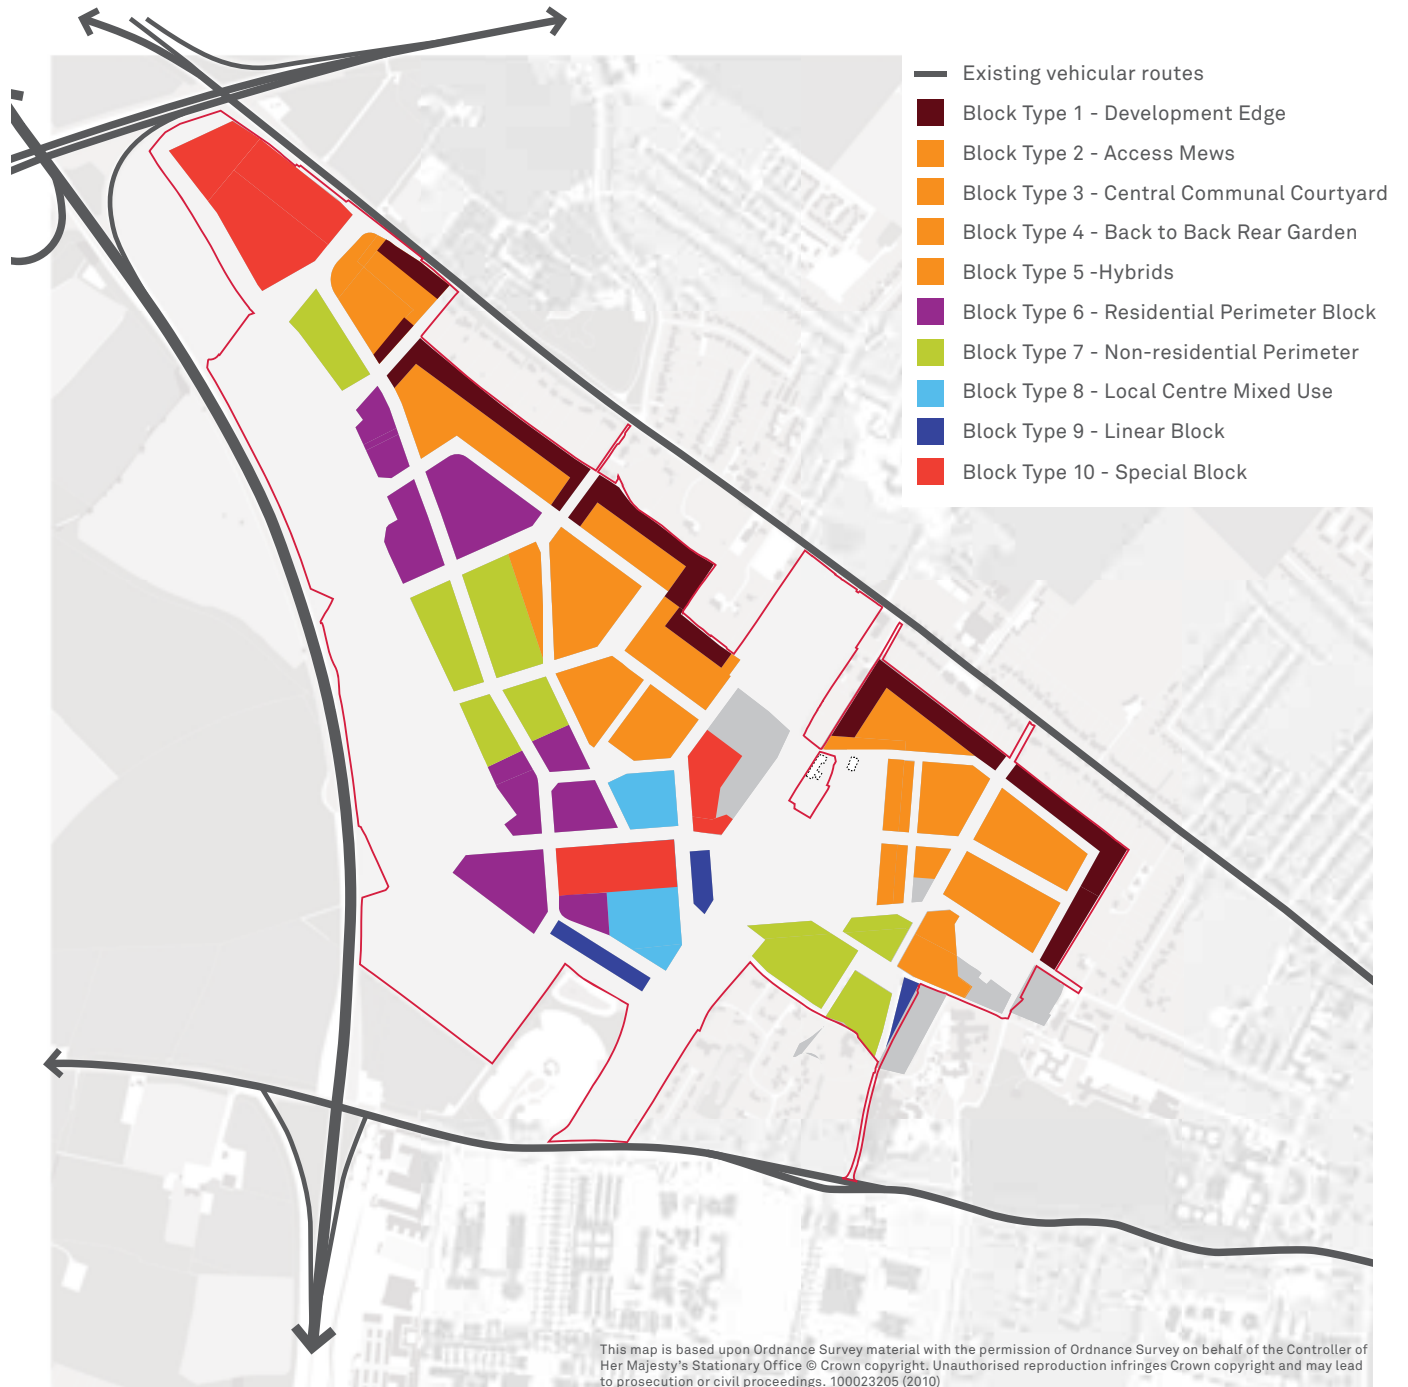 Existing vehicular routes
Block Type 1 - Development Edge
Block Type 2 - Access Mews
Block Type 3 - Central Communal Courtyard
Block Type 4 - Back to Back Rear Garden
Block Type 5 -Hybrids
Block Type 6 - Residential Perimeter Block
Block Type 7 - Non-residential Perimeter
Block Type 8 - Local Centre Mixed Use
Block Type 9 - Linear Block
Block Type 10 - Special Block
This map is based upon Ordnance Survey material with the permission of Ordnance Survey on behalf of the Controller of
Her Majesty's Stationary Office © Crown copyright. Unauthorised reproduction infringes Crown copyright and may lead
to prosecution or civil proceedings. 100023205 (2010)